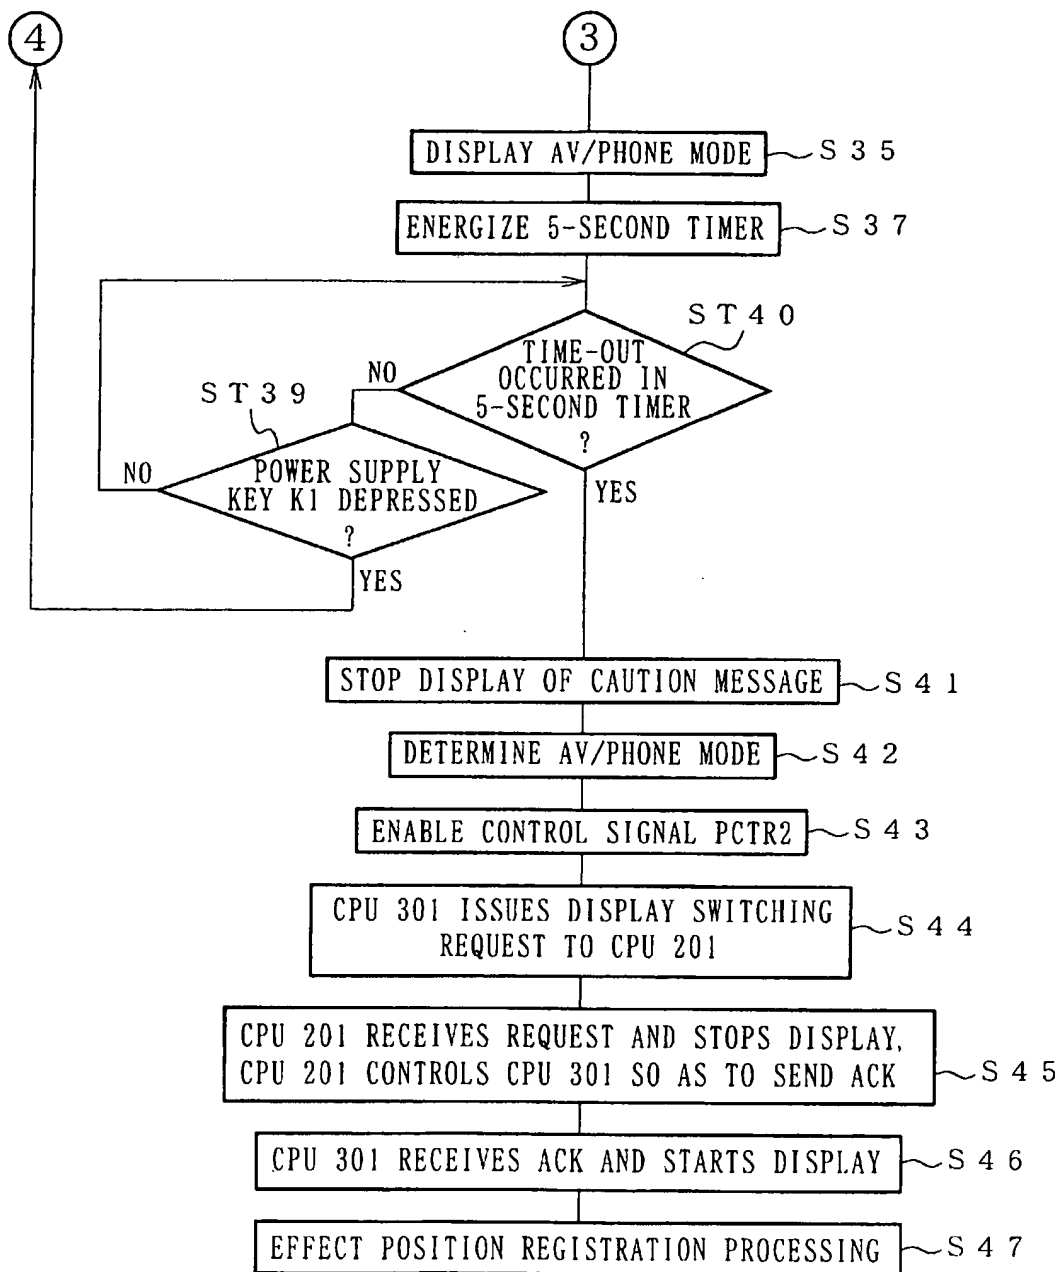 4
3
DISPLAY AV/PHONE MODE
S35
ENERGIZE 5-SECOND TIMER
S37
ST40
TIME-OUT
OCCURRED IN
5-SECOND TIMER
?
NO
YES
ST39
POWER SUPPLY
KEY K1 DEPRESSED
?
NO
YES
STOP DISPLAY OF CAUTION MESSAGE
S41
DETERMINE AV/PHONE MODE
S42
ENABLE CONTROL SIGNAL PCTR2
S43
CPU 301 ISSUES DISPLAY SWITCHING
REQUEST TO CPU 201
S44
CPU 201 RECEIVES REQUEST AND STOPS DISPLAY,
CPU 201 CONTROLS CPU 301 SO AS TO SEND ACK
S45
CPU 301 RECEIVES ACK AND STARTS DISPLAY
S46
EFFECT POSITION REGISTRATION PROCESSING
S47